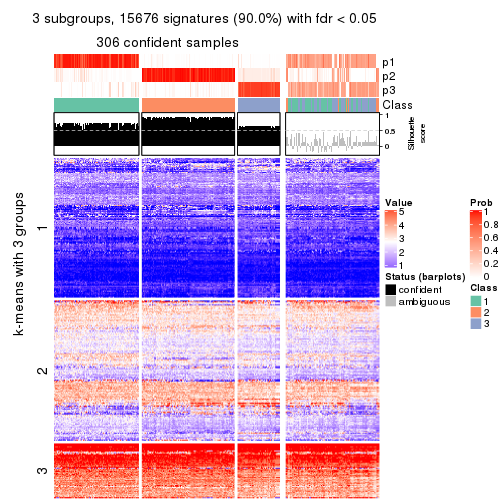 3 subgroups, 15676 signatures (90.0%) with fdr < 0.05
306 confident samples
p1
p2
p3
Class
1
0.5
0
Silhouette
score
k-means with 3 groups
1
2
3
Value
5
4
3
2
1
Status (barplots)
confident
ambiguous
Prob
1
0.8
0.6
0.4
0.2
0
Class
1
2
3